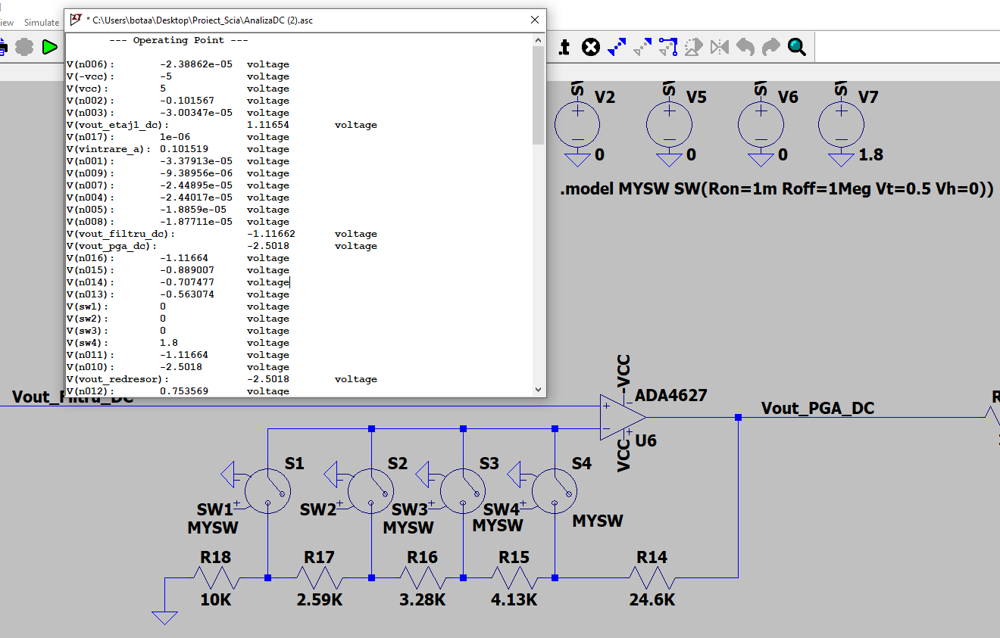 * C:\Users\botaa\Desktop\Proiect_Scia\AnalizaDC (2).asc
Simulate
--- Operating Point ---
V(n006): -2.38862e-05 voltage
V(-vcc): -5 voltage
V(vcc): 5 voltage
V(n002): -0.101567 voltage
V(n003): -3.00347e-05 voltage
V(vout_etaj1_dc): 1.11654 voltage
V(n017): 1e-06 voltage
V(vintrare_a): 0.101519 voltage
V(n001): -3.37913e-05 voltage
V(n009): -9.38956e-06 voltage
V(n007): -2.44895e-05 voltage
V(n004): -2.44017e-05 voltage
V(n005): -1.8859e-05 voltage
V(n008): -1.87711e-05 voltage
V(vout_filtru_dc): -1.11662 voltage
V(vout_pga_dc): -2.5018 voltage
V(n016): -1.11664 voltage
V(n015): -0.889007 voltage
V(n014): -0.707477 voltage
V(n013): -0.563074 voltage
V(sw1): 0 voltage
V(sw2): 0 voltage
V(sw3): 0 voltage
V(sw4): 1.8 voltage
V(n011): -1.11664 voltage
V(n010): -2.5018 voltage
V(vout_redresor): -2.5018 voltage
V(n012): 0.753569 voltage
.t
V2 V5 V6 V7
0 0 0 1.8
.model MYSW SW(Ron=1m Roff=1Meg Vt=0.5 Vh=0))
Vout_Filtru_DC
-VCC
ADA4627
Vout_PGA_DC
U6
VCC
S1 S2 S3 S4
SW1 SW2 SW3 SW4
MYSW MYSW MYSW MYSW
R18 R17 R16 R15 R14
10K 2.59K 3.28K 4.13K 24.6K